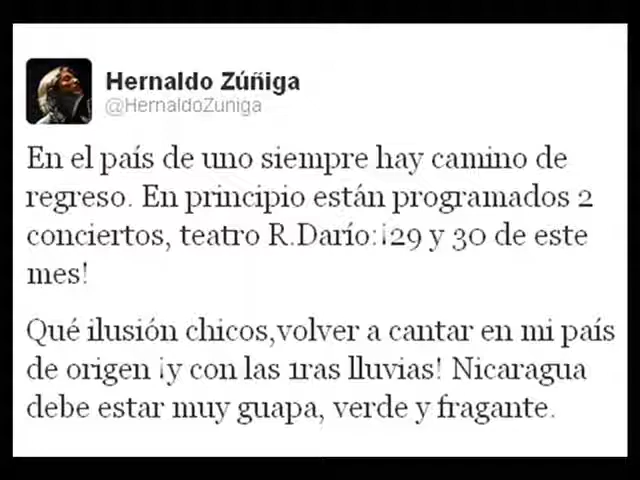 Hernaldo Zúñiga
@HernaldoZuniga
En el país de uno siempre hay camino de
regreso. En principio están programados 2
conciertos, teatro R.Darío:¡29 y 30 de este
mes!
Qué ilusión chicos,volver a cantar en mi país
de origen ¡y con las 1ras lluvias! Nicaragua
debe estar muy guapa, verde y fragante.